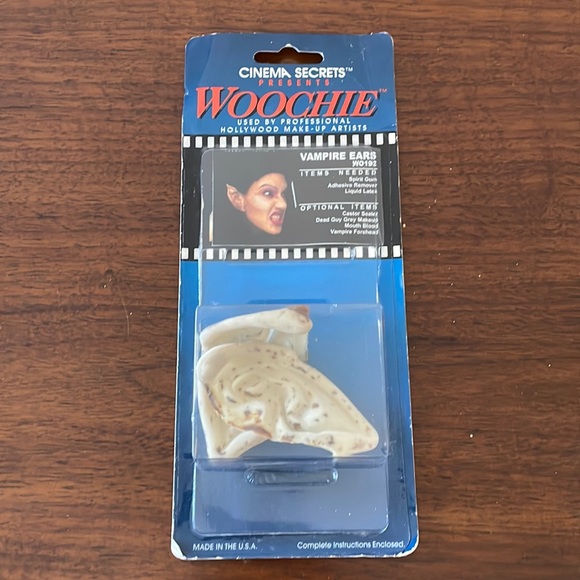 CINEMA SECRETS™
PRESENTS
WOOCHIE™
USED BY PROFESSIONAL
HOLLYWOOD MAKE-UP ARTISTS
VAMPIRE EARS
WO192
ITEMS NEEDED
Spirit Gum
Adhesive Remover
Liquid Latex
OPTIONAL ITEMS
Castor Sealer
Dead Guy Grey Makeup
Mouth Blood
Vampire Forehead
MADE IN THE U.S.A.
Complete Instructions Enclosed.